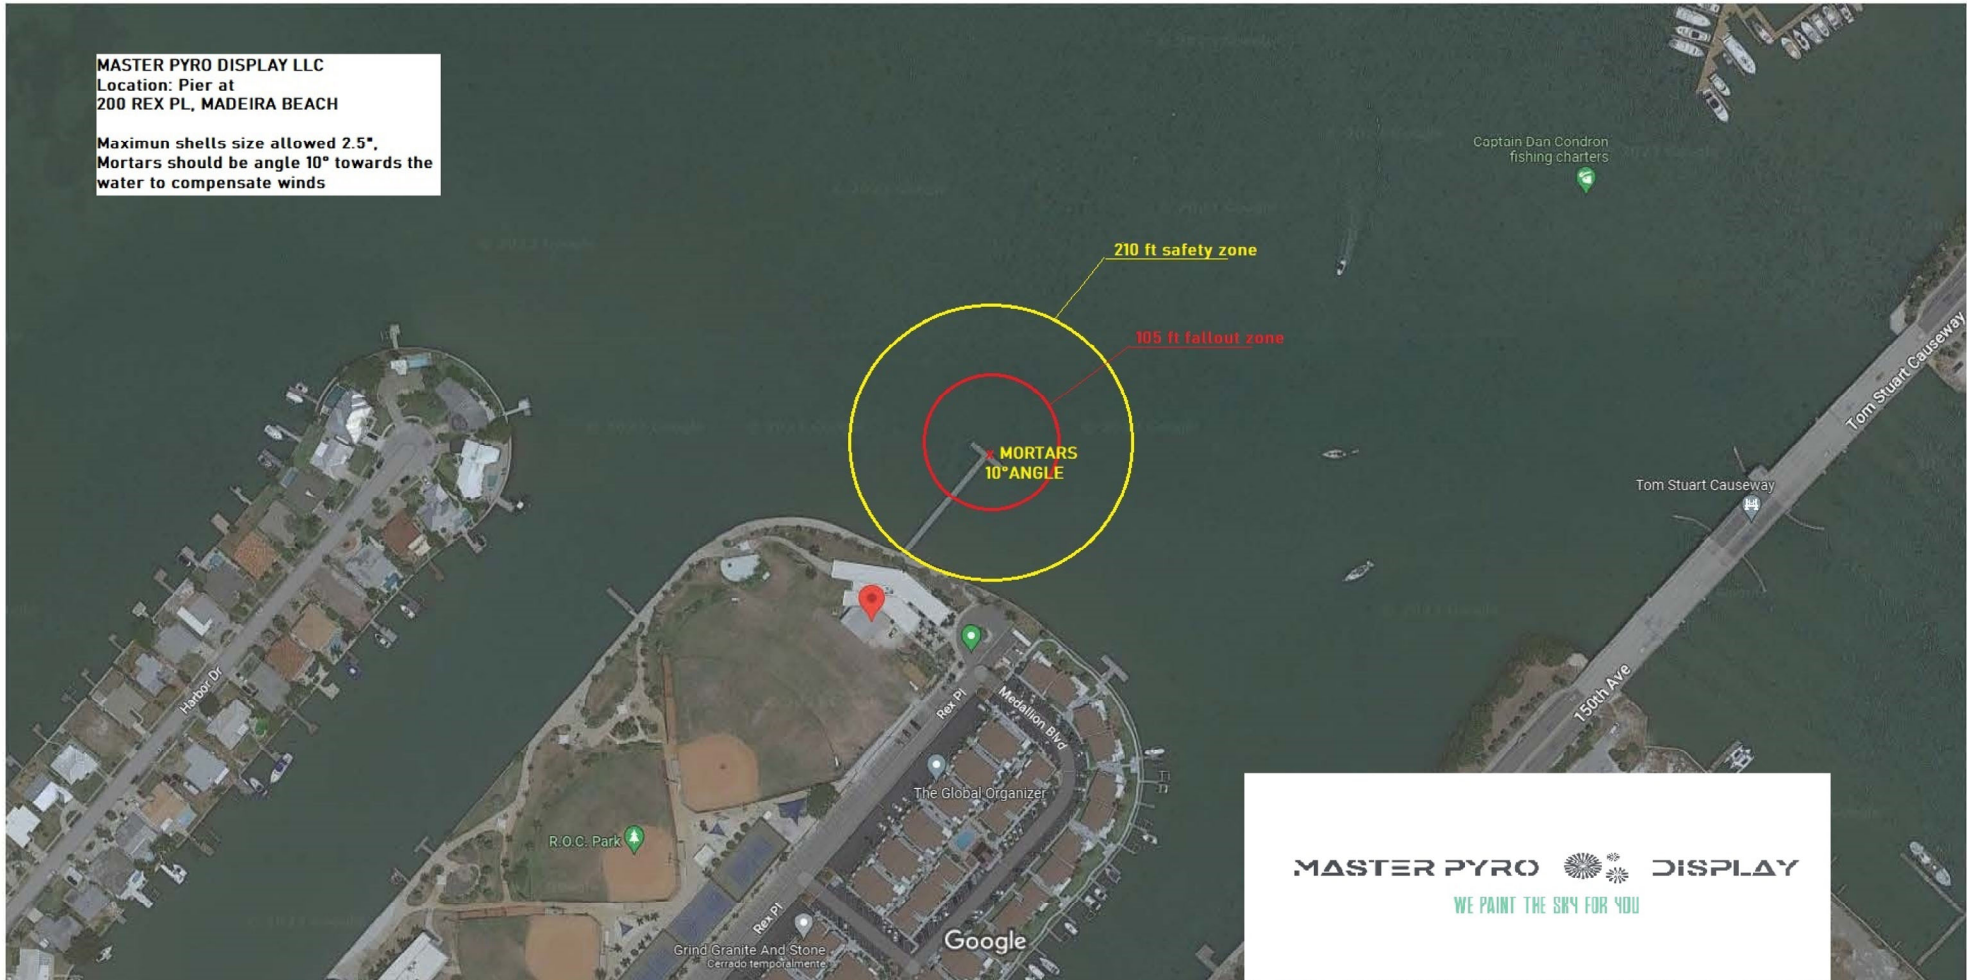 MASTER PYRO DISPLAY LLC
Location: Pier at
200 REX PL, MADEIRA BEACH
Maximun shells size allowed 2.5",
Mortars should be angle 10° towards the
water to compensate winds
Captain Dan Condron
fishing charters
210 ft safety zone
105 ft fallout zone
Tom Stuart Causeway
MORTARS
10°ANGLE
Tom Stuart Causeway
Harbor Dr
Rex Pl
Medallion Blvd
150th Ave
The Global Organizer
R.O.C. Park
Rex Pl
Grind Granite And Stone
Cerrado temporalmente
Google
MASTER PYRO DISPLAY
WE PAINT THE SKY FOR YOU